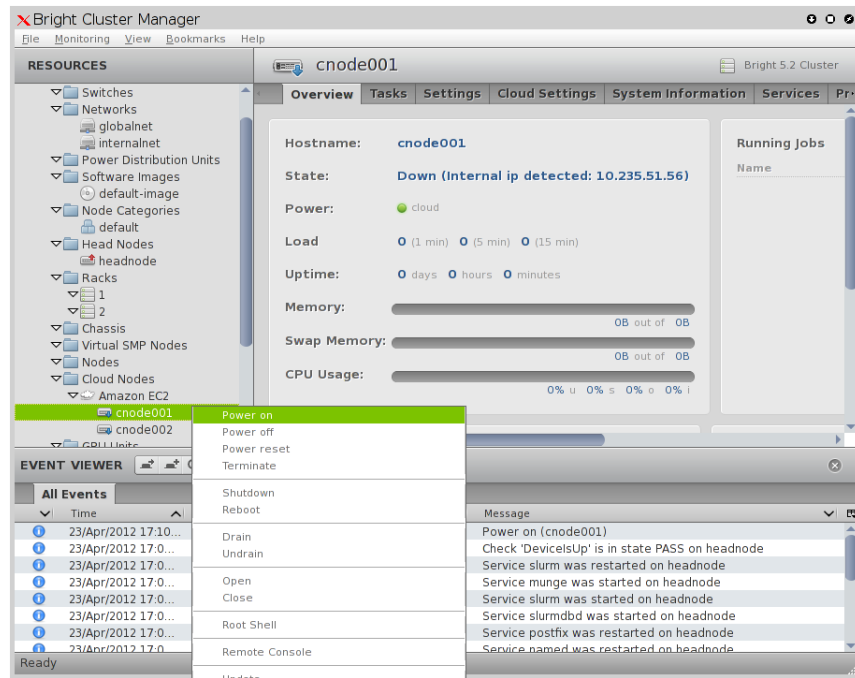 Bright Cluster Manager
File Monitoring View Bookmarks Help
RESOURCES
Switches
Networks
globalnet
internalnet
Power Distribution Units
Software Images
default-image
Node Categories
default
Head Nodes
headnode
Racks
1
2
Chassis
Virtual SMP Nodes
Nodes
Cloud Nodes
Amazon EC2
cnode001
cnode002
GPU Units
cnode001
Bright 5.2 Cluster
Overview Tasks Settings Cloud Settings System Information Services
Hostname: cnode001
State: Down (Internal ip detected: 10.235.51.56)
Power: cloud
Load 0 (1 min) 0 (5 min) 0 (15 min)
Uptime: 0 days 0 hours 0 minutes
Memory:
0B out of 0B
Swap Memory:
0B out of 0B
CPU Usage:
0% u 0% s 0% o 0% i
Running Jobs
Name
Power on
Power off
Power reset
Terminate
Shutdown
Reboot
Drain
Undrain
Open
Close
Root Shell
Remote Console
Update
EVENT VIEWER
All Events
Time Message
23/Apr/2012 17:10... Power on (cnode001)
23/Apr/2012 17:0... Check 'DeviceIsUp' is in state PASS on headnode
23/Apr/2012 17:0... Service slurm was restarted on headnode
23/Apr/2012 17:0... Service munge was started on headnode
23/Apr/2012 17:0... Service slurm was started on headnode
23/Apr/2012 17:0... Service slurmdbd was started on headnode
23/Apr/2012 17:0... Service postfix was restarted on headnode
23/Apr/2012 17:0... Service named was restarted on headnode
Ready